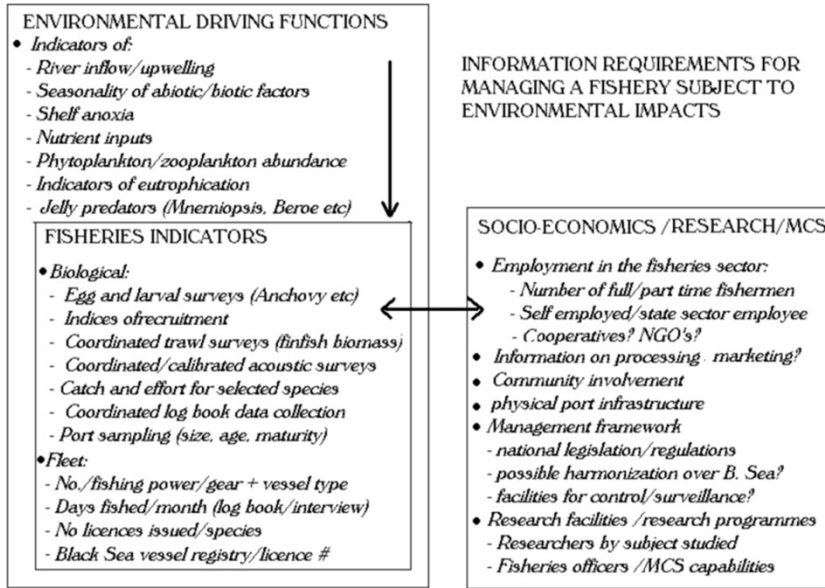 ENVIRONMENTAL DRIVING FUNCTIONS
• Indicators of:
- River inflow/upwelling
- Seasonality of abiotic/biotic factors
- Shelf anoxia
- Nutrient inputs
- Phytoplankton/zooplankton abundance
- Indicators of eutrophication
- Jelly predators (Mnemiopsis, Beroe etc)
INFORMATION REQUIREMENTS FOR
MANAGING A FISHERY SUBJECT TO
ENVIRONMENTAL IMPACTS
FISHERIES INDICATORS
• Biological:
- Egg and larval surveys (Anchovy etc)
- Indices ofrecruitment
- Coordinated trawl surveys (finfish biomass)
- Coordinated/calibrated acoustic surveys
- Catch and effort for selected species
- Coordinated log book data collection
- Port sampling (size, age, maturity)
• Fleet:
- No./fishing power/gear + vessel type
- Days fished/month (log book/interview)
- No licences issued/species
- Black Sea vessel registry/licence #
SOCIO-ECONOMICS /RESEARCH/MCS
• Employment in the fisheries sector:
- Number of full/part time fishermen
- Self employed/state sector employee
- Cooperatives? NGO's?
• Information on processing marketing?
• Community involvement
• physical port infrastructure
• Management framework
- national legislation/regulations
- possible harmonization over B. Sea?
- facilities for control/surveillance?
• Research facilities /research programmes
- Researchers by subject studied
- Fisheries officers /MCS capabilities